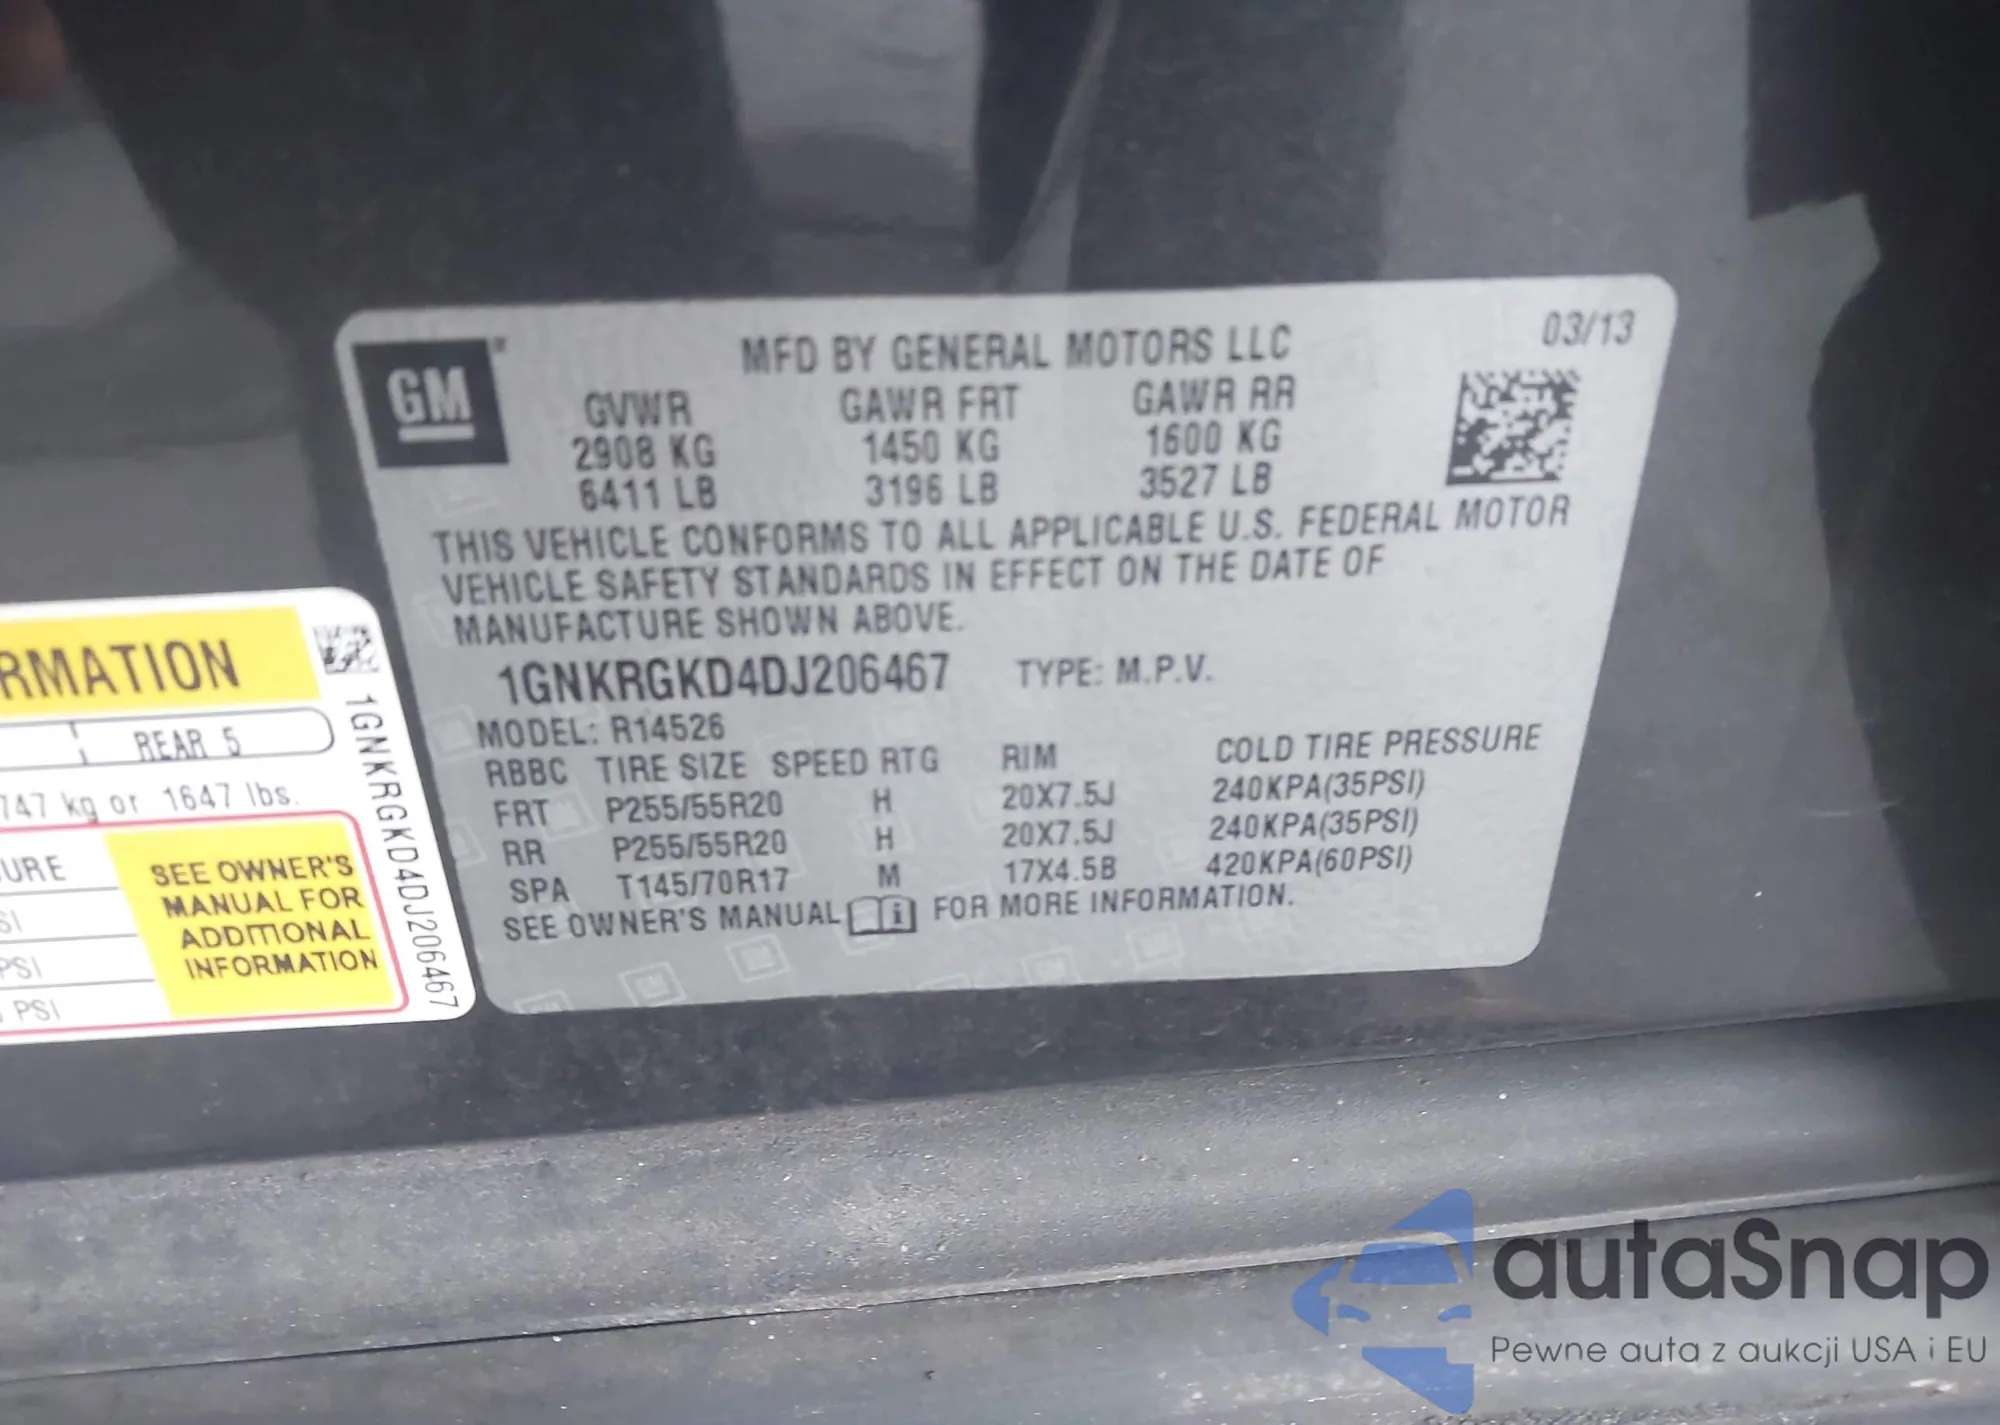 GM
MFD BY GENERAL MOTORS LLC
03/13
GVWR GAWR FRT GAWR RR
2908 KG 1450 KG 1600 KG
6411 LB 3196 LB 3527 LB
THIS VEHICLE CONFORMS TO ALL APPLICABLE U.S. FEDERAL MOTOR
VEHICLE SAFETY STANDARDS IN EFFECT ON THE DATE OF
MANUFACTURE SHOWN ABOVE.
1GNKRGKD4DJ206467 TYPE: M.P.V.
MODEL: R14526
RBBC TIRE SIZE SPEED RTG RIM COLD TIRE PRESSURE
FRT P255/55R20 H 20X7.5J 240KPA(35PSI)
RR P255/55R20 H 20X7.5J 240KPA(35PSI)
SPA T145/70R17 M 17X4.5B 420KPA(60PSI)
SEE OWNER'S MANUAL i FOR MORE INFORMATION.
RMATION
REAR 5
747 kg or 1647 lbs.
URE
SI
PSI
PSI
SEE OWNER'S
MANUAL FOR
ADDITIONAL
INFORMATION
1GNKRGKD4DJ206467
autaSnap
Pewne auta z aukcji USA i EU